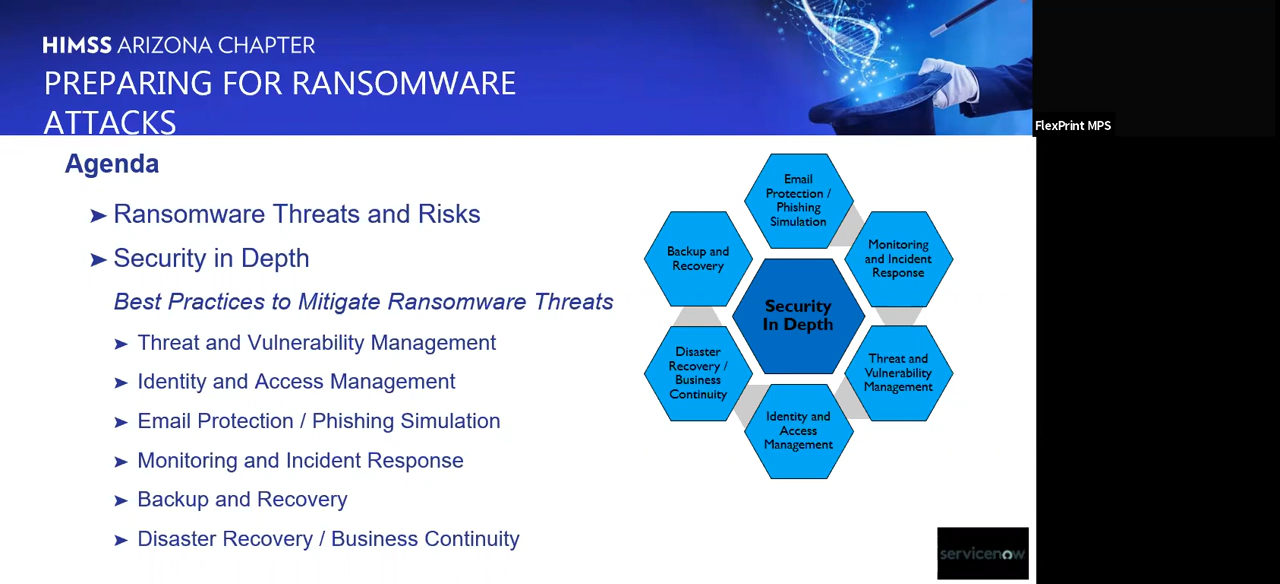 HIMSS ARIZONA CHAPTER
PREPARING FOR RANSOMWARE
ATTACKS
FlexPrint MPS
Agenda
➤ Ransomware Threats and Risks
➤ Security in Depth
Best Practices to Mitigate Ransomware Threats
➤ Threat and Vulnerability Management
➤ Identity and Access Management
➤ Email Protection / Phishing Simulation
➤ Monitoring and Incident Response
➤ Backup and Recovery
➤ Disaster Recovery / Business Continuity
Email
Protection /
Phishing
Simulation
Monitoring
and Incident
Response
Threat and
Vulnerability
Management
Identity and
Access
Management
Disaster
Recovery /
Business
Continuity
Backup and
Recovery
Security
In Depth
servicenow